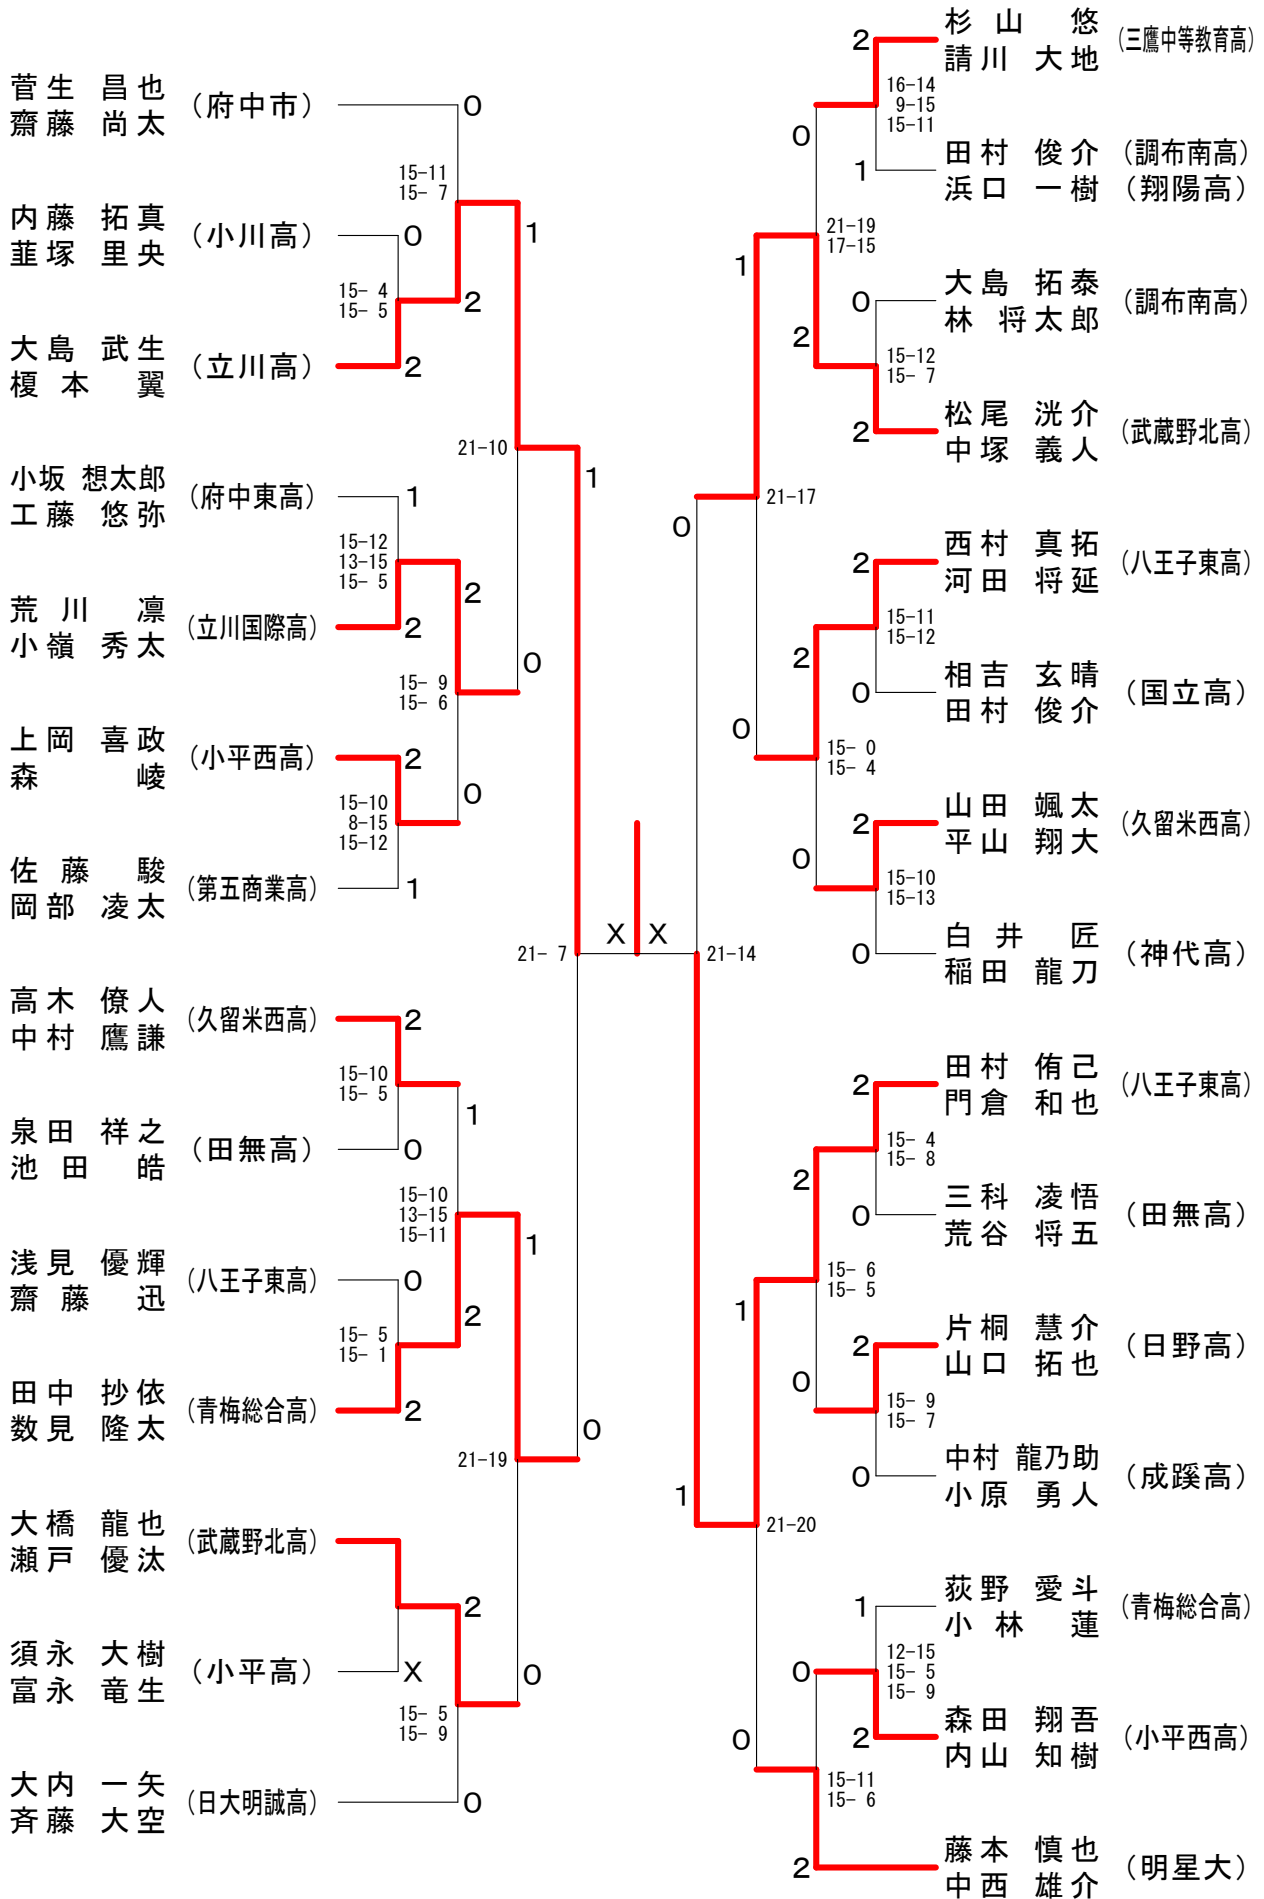 菅生 昌也
齋藤 尚太
（府中市）
0
15-11
15- 7
内藤 拓真
韮塚 里央
（小川高）
0
1
15- 4
15- 5
2
大島 武生
榎本 翼
（立川高）
2
21-10
1
小坂 想太郎
工藤 悠弥
（府中東高）
1
15-12
13-15
15- 5
2
荒川 凛
小嶺 秀太
（立川国際高）
2
0
15- 9
15- 6
上岡 喜政
森 崚
（小平西高）
2
0
15-10
8-15
15-12
佐藤 駿
岡部 凌太
（第五商業高）
1
21- 7
X
X
21-14
高木 僚人
中村 鷹謙
（久留米西高）
2
15-10
15- 5
1
泉田 祥之
池田 皓
（田無高）
0
15-10
13-15
15-11
1
浅見 優輝
齋藤 迅
（八王子東高）
0
15- 5
15- 1
2
田中 抄依
数見 隆太
（青梅総合高）
2
21-19
0
大橋 龍也
瀬戸 優汰
（武蔵野北高）
2
須永 大樹
富永 竜生
（小平高）
X
0
15- 5
15- 9
大内 一矢
斉藤 大空
（日大明誠高）
0
杉山 悠
請川 大地
（三鷹中等教育高）
2
16-14
9-15
15-11
0
田村 俊介
浜口 一樹
（調布南高）
（翔陽高）
1
21-19
17-15
1
大島 拓泰
林 将太郎
（調布南高）
0
2
15-12
15- 7
松尾 洸介
中塚 義人
（武蔵野北高）
2
21-17
0
西村 真拓
河田 将延
（八王子東高）
2
15-11
15-12
2
相吉 玄晴
田村 俊介
（国立高）
0
0
15- 0
15- 4
山田 颯太
平山 翔大
（久留米西高）
2
0
15-10
15-13
白井 匠
稲田 龍刀
（神代高）
0
田村 侑己
門倉 和也
（八王子東高）
2
15- 4
15- 8
2
三科 凌悟
荒谷 将五
（田無高）
0
15- 6
15- 5
1
片桐 慧介
山口 拓也
（日野高）
2
0
15- 9
15- 7
中村 龍乃助
小原 勇人
（成蹊高）
0
1
21-20
荻野 愛斗
小林 蓮
（青梅総合高）
1
12-15
15- 5
15- 9
0
森田 翔吾
内山 知樹
（小平西高）
2
0
15-11
15- 6
藤本 慎也
中西 雄介
（明星大）
2